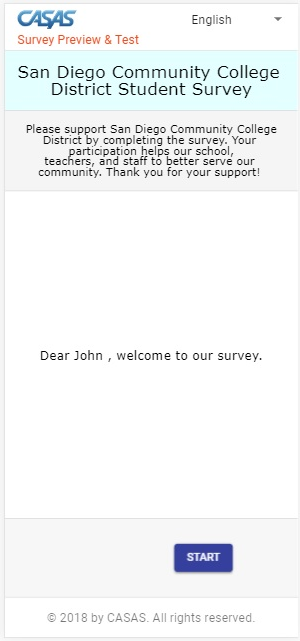 CASAS
English
Survey Preview & Test
San Diego Community College
District Student Survey
Please support San Diego Community College
District by completing the survey. Your
participation helps our school,
teachers, and staff to better serve our
community. Thank you for your support!
Dear John , welcome to our survey.
START
© 2018 by CASAS. All rights reserved.